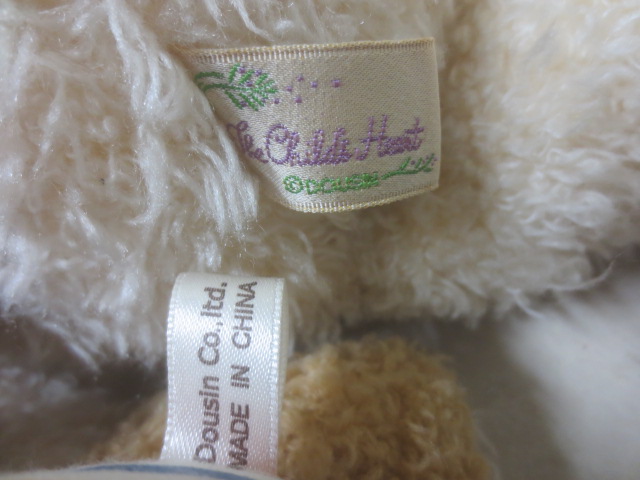 The Child's Heart
©DOUSIN
Dousin Co.,ltd.
MADE IN CHINA